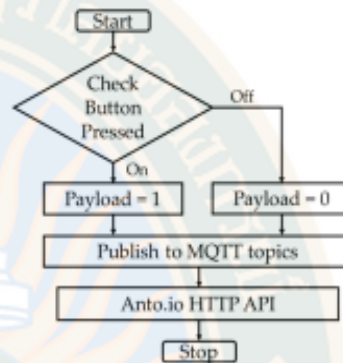 Start
Check
Button
Pressed
Off
On
Payload = 1
Payload = 0
Publish to MQTT topics
Anto.io HTTP API
Stop